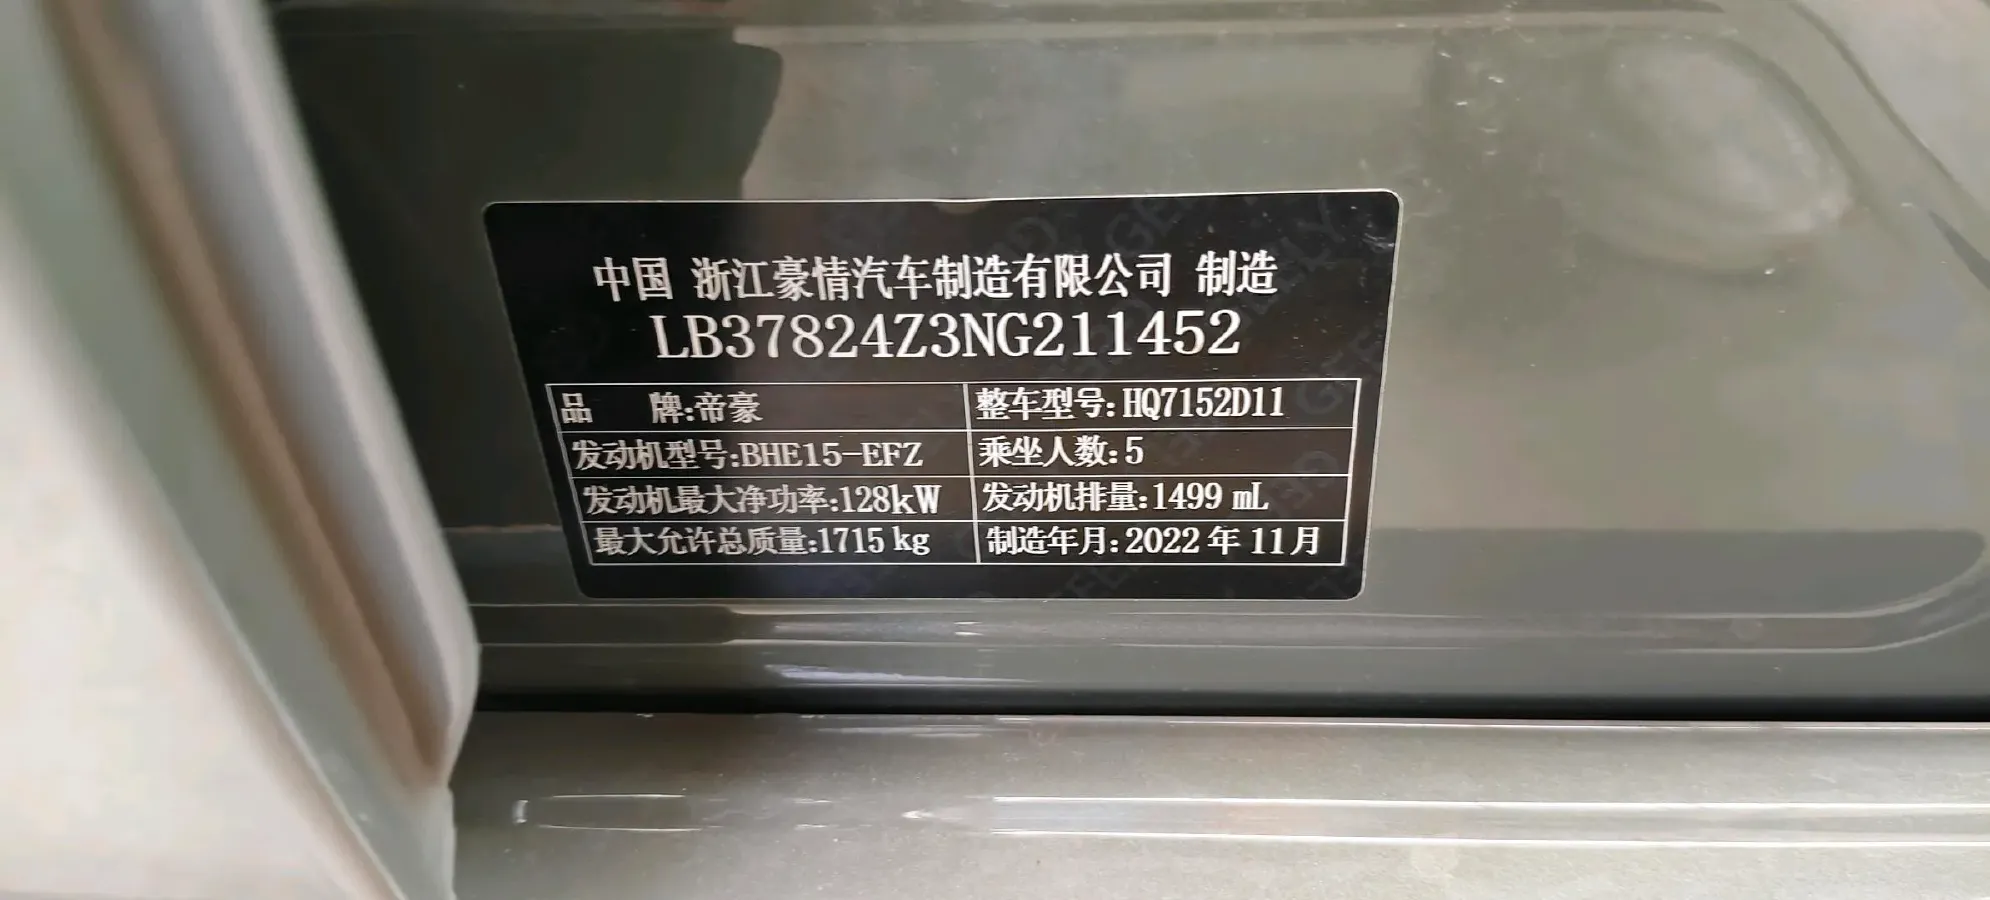 中国 浙江豪情汽车制造有限公司 制造
LB37824Z3NG211452
品 牌:帝豪 整车型号:HQ7152D11
发动机型号:BHE15-EFZ 乘坐人数:5
发动机最大净功率:128kW 发动机排量:1499 mL
最大允许总质量:1715 kg 制造年月:2022 年 11月